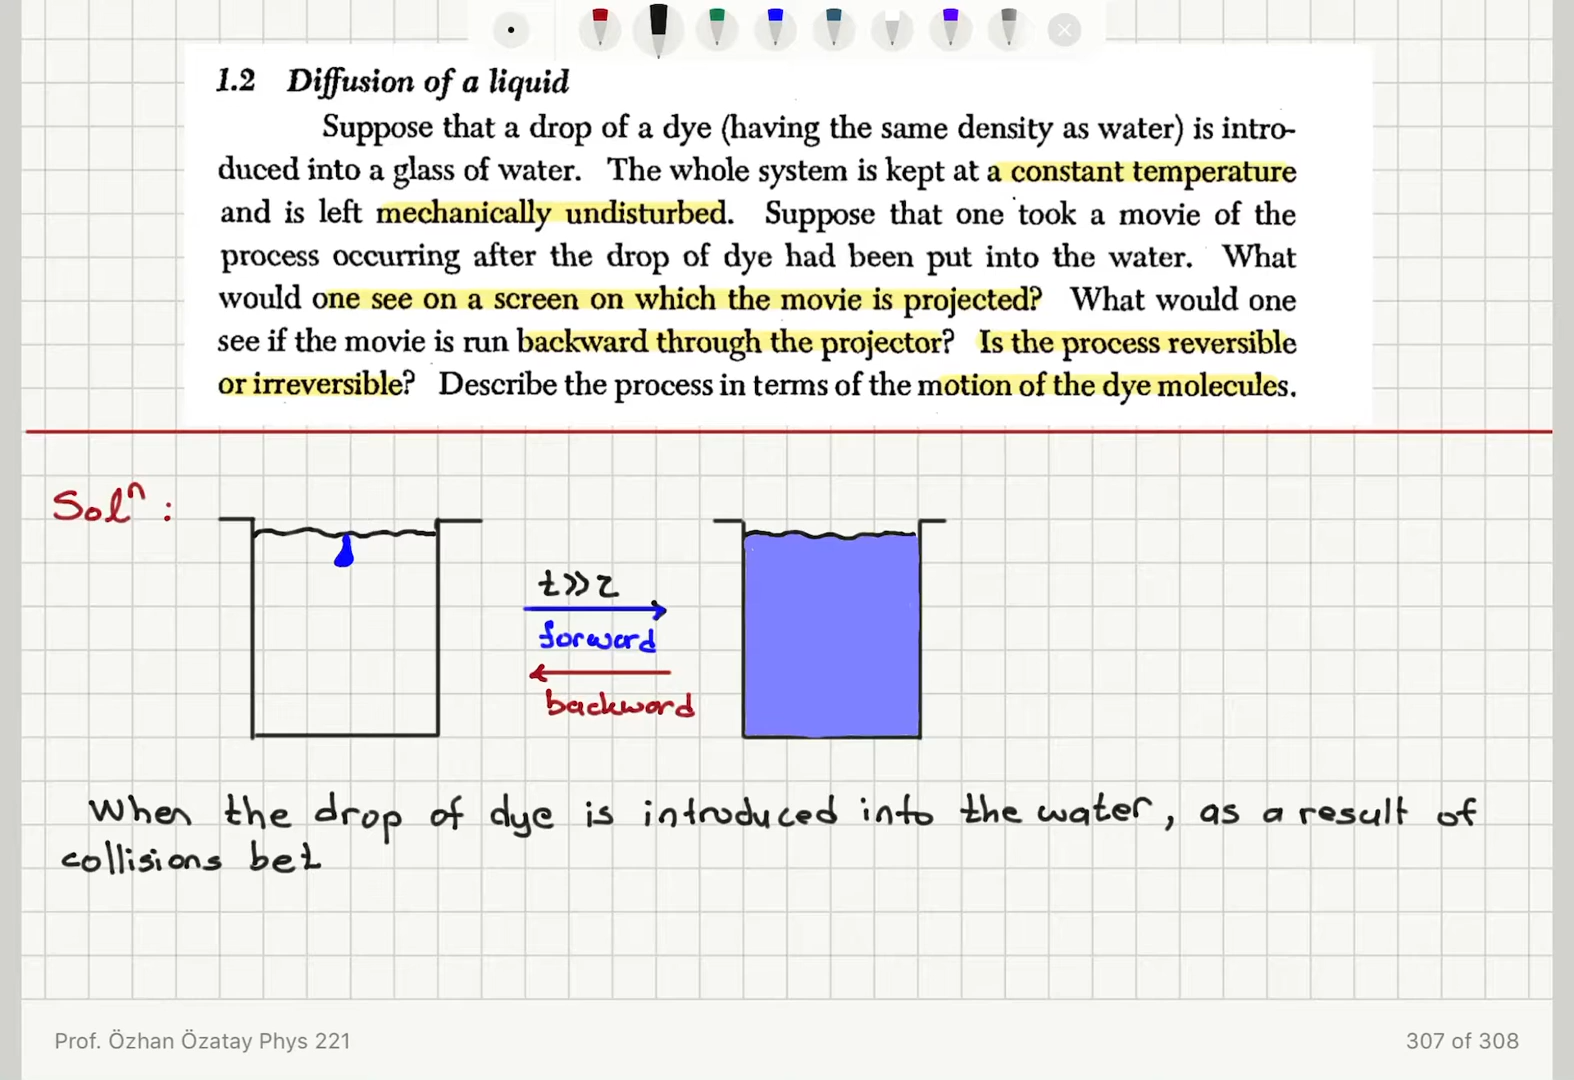 1.2 Diffusion of a liquid
Suppose that a drop of a dye (having the same density as water) is intro-
duced into a glass of water. The whole system is kept at a constant temperature
and is left mechanically undisturbed. Suppose that one took a movie of the
process occurring after the drop of dye had been put into the water. What
would one see on a screen on which the movie is projected? What would one
see if the movie is run backward through the projector? Is the process reversible
or irreversible? Describe the process in terms of the motion of the dye molecules.
Solⁿ :
t≫τ
forward
backward
When the drop of dye is introduced into the water, as a result of
collisions bet
Prof. Özhan Özatay Phys 221
307 of 308